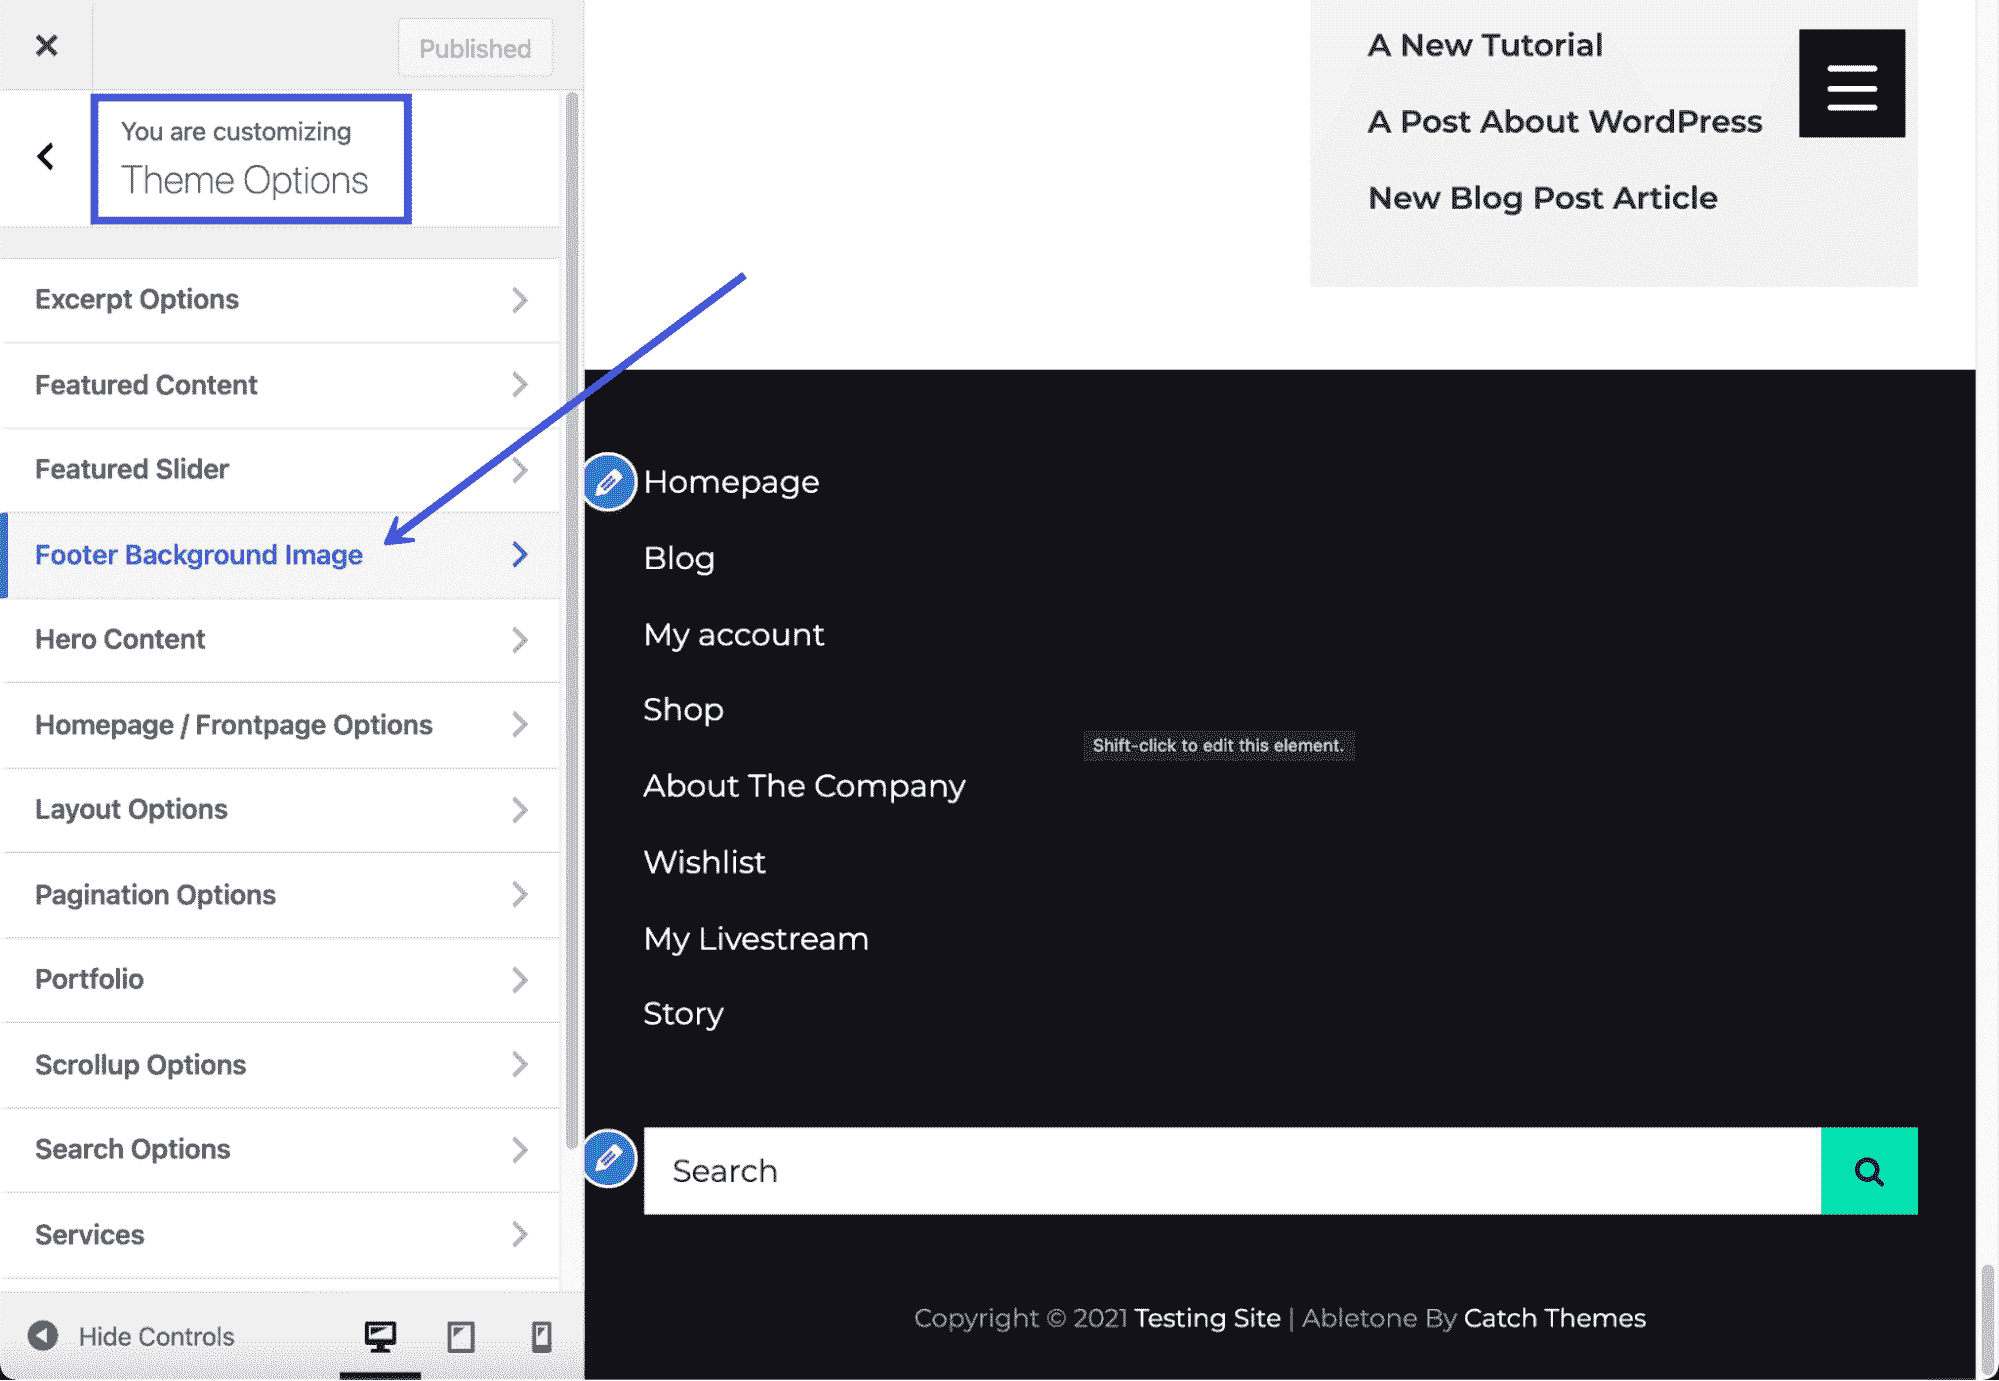 Published
You are customizing
Theme Options
Excerpt Options
Featured Content
Featured Slider
Footer Background Image
Hero Content
Homepage / Frontpage Options
Layout Options
Pagination Options
Portfolio
Scrollup Options
Search Options
Services
Hide Controls
A New Tutorial
A Post About WordPress
New Blog Post Article
Homepage
Blog
My account
Shop
Shift-click to edit this element.
About The Company
Wishlist
My Livestream
Story
Search
Copyright © 2021 Testing Site | Abletone By Catch Themes